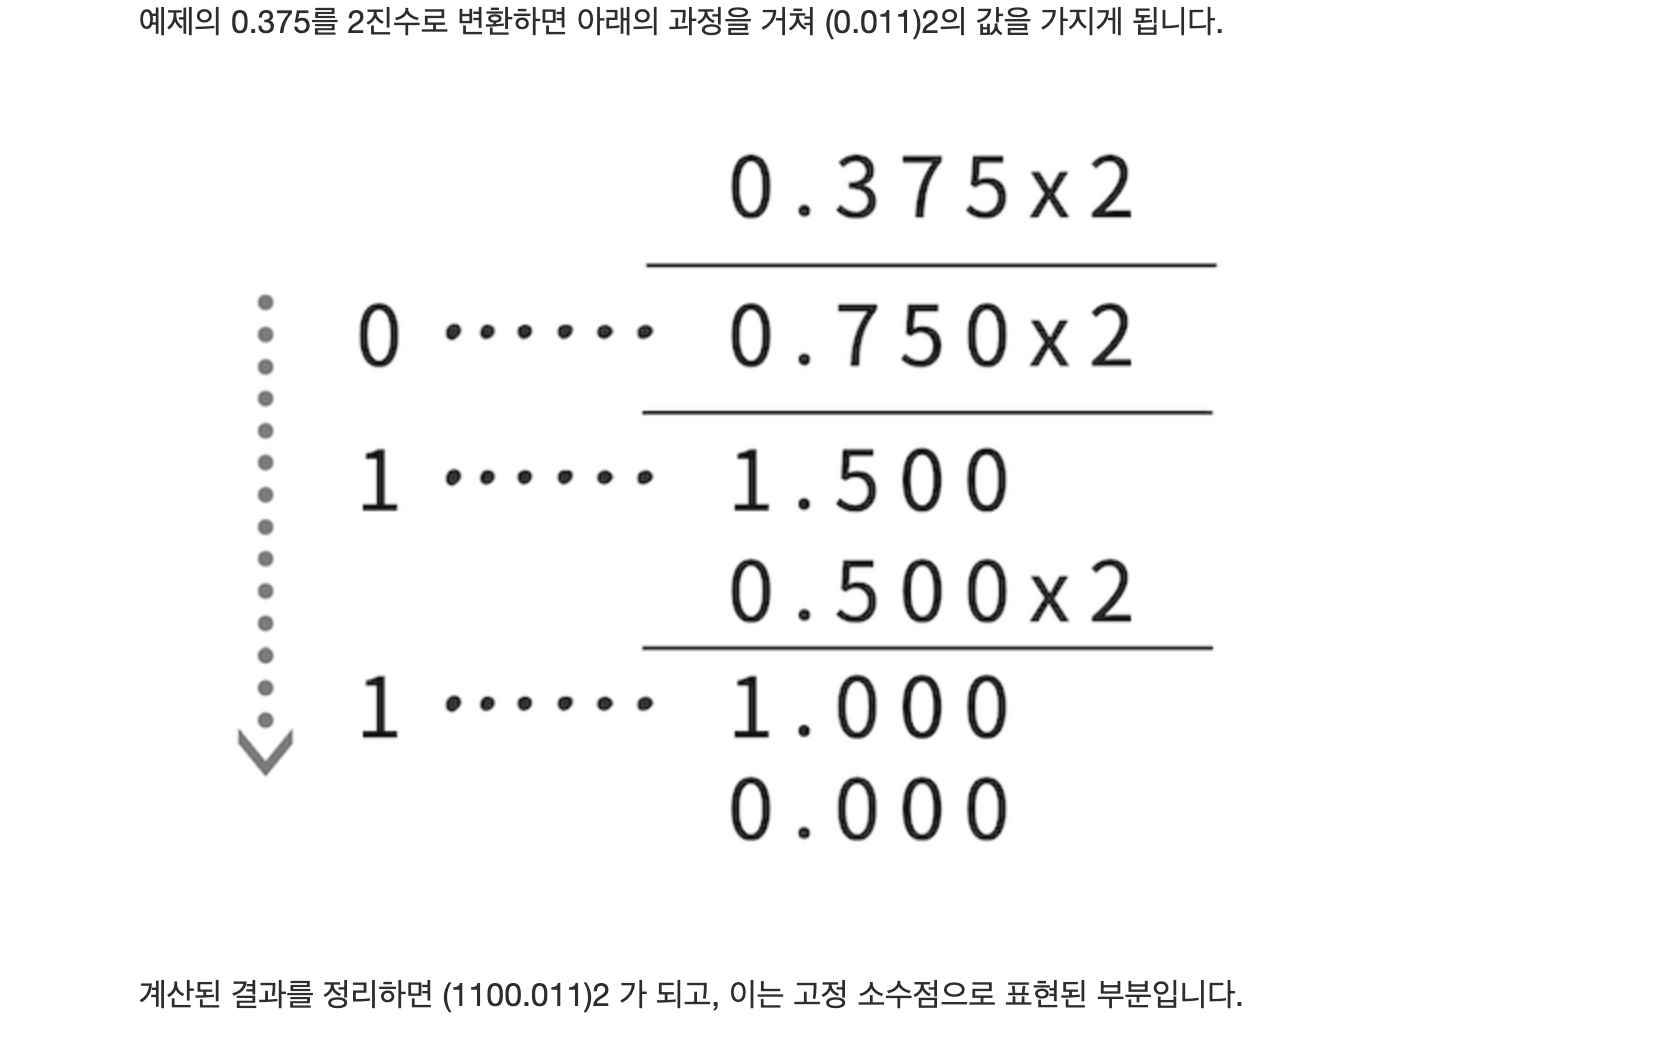 예제의 0.375를 2진수로 변환하면 아래의 과정을 거쳐 (0.011)2의 값을 가지게 됩니다.
0.375x2
0 ······ 0.750x2
1 ······ 1.500
0.500x2
1 ······ 1.000
0.000
계산된 결과를 정리하면 (1100.011)2 가 되고, 이는 고정 소수점으로 표현된 부분입니다.